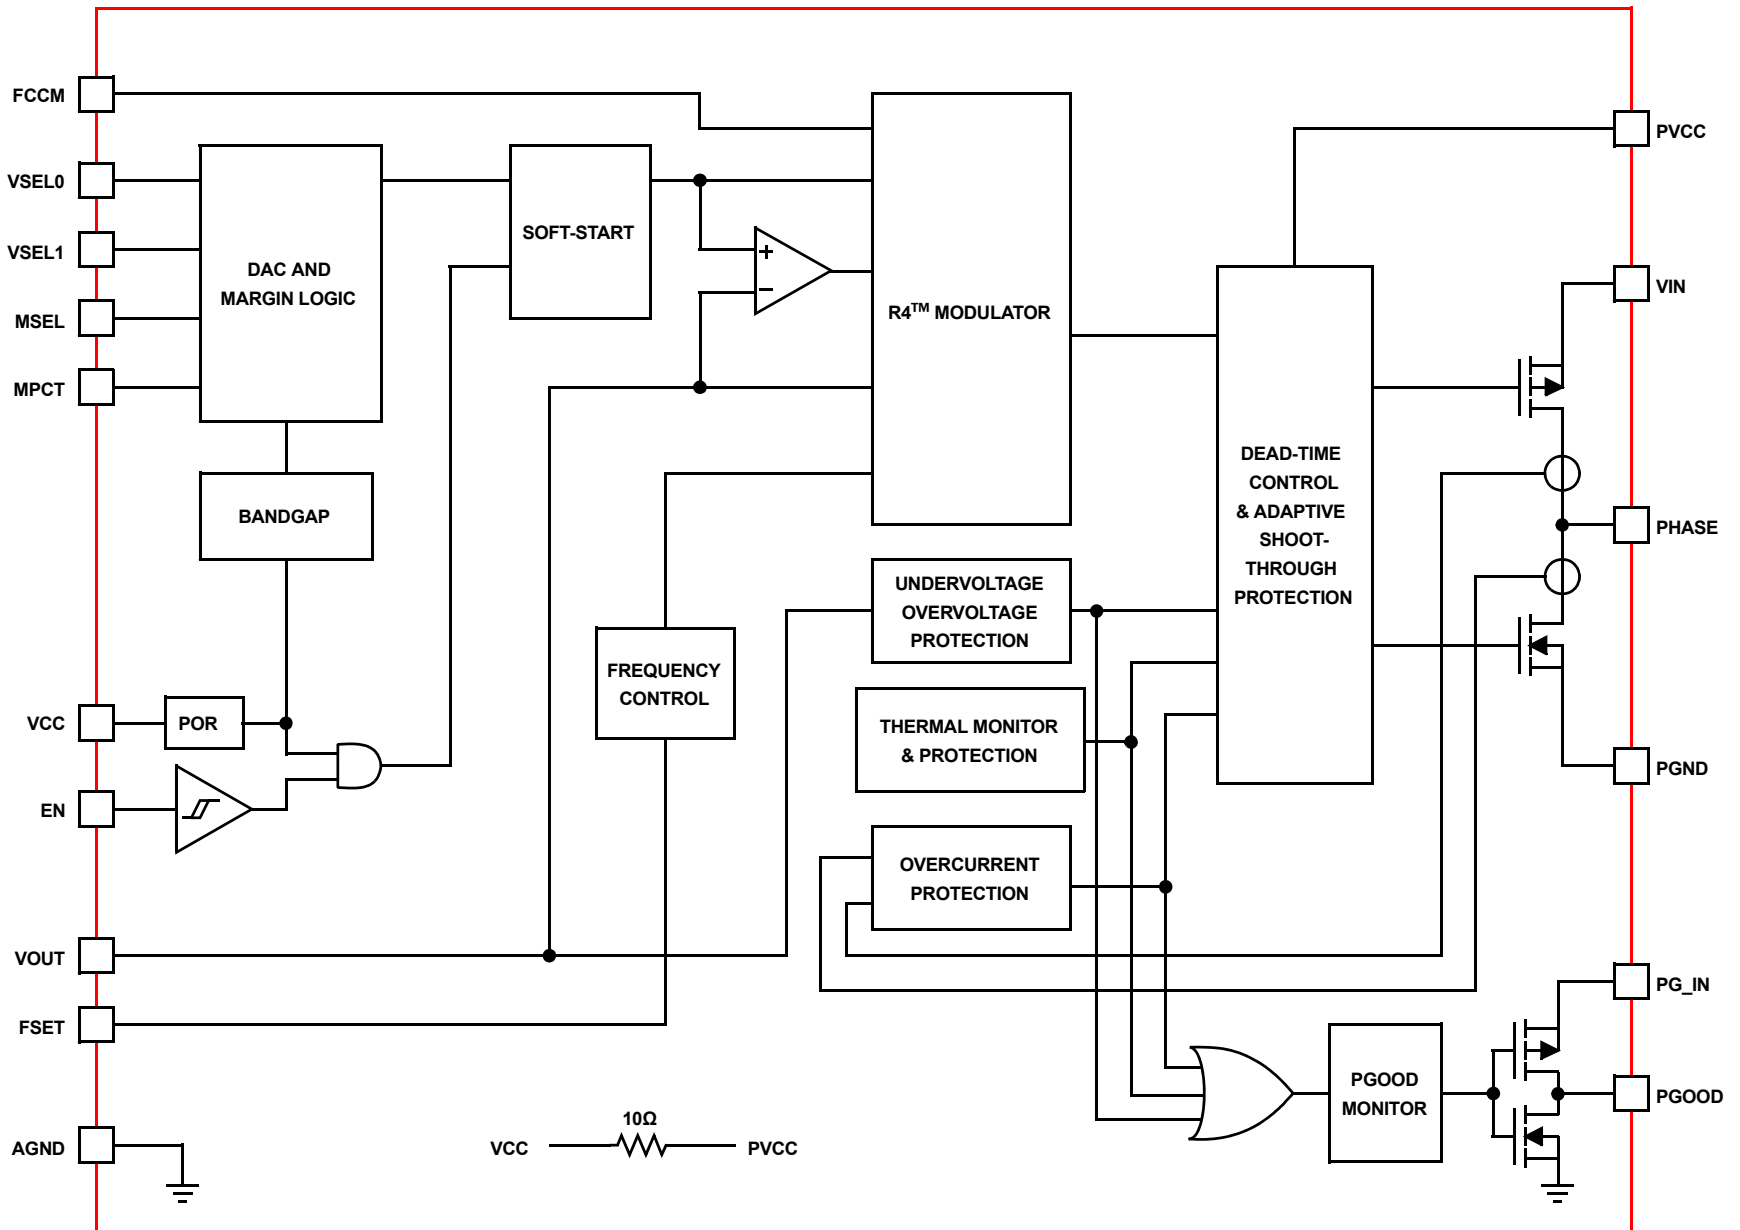 FCCM
VSEL0
VSEL1
MSEL
MPCT
VCC
EN
VOUT
FSET
AGND
DAC AND
MARGIN LOGIC
BANDGAP
POR
SOFT-START
+
−
FREQUENCY
CONTROL
R4™ MODULATOR
UNDERVOLTAGE
OVERVOLTAGE
PROTECTION
THERMAL MONITOR
& PROTECTION
OVERCURRENT
PROTECTION
DEAD-TIME
CONTROL
& ADAPTIVE
SHOOT-
THROUGH
PROTECTION
PGOOD
MONITOR
10Ω
VCC
PVCC
PVCC
VIN
PHASE
PGND
PG_IN
PGOOD